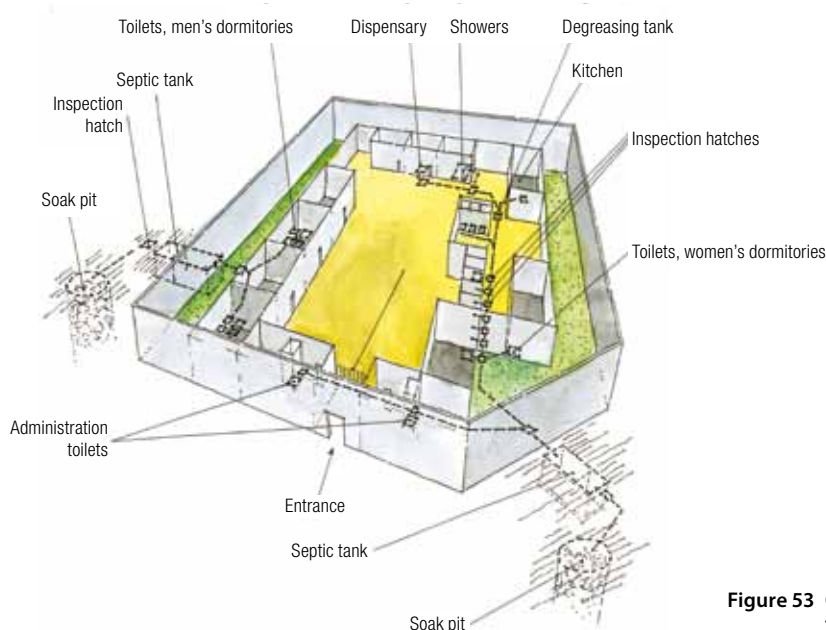 Toilets, men's dormitories
Dispensary
Showers
Degreasing tank
Kitchen
Septic tank
Inspection
hatch
Inspection hatches
Soak pit
Toilets, women's dormitories
Administration
toilets
Entrance
Septic tank
Soak pit
Figure 53